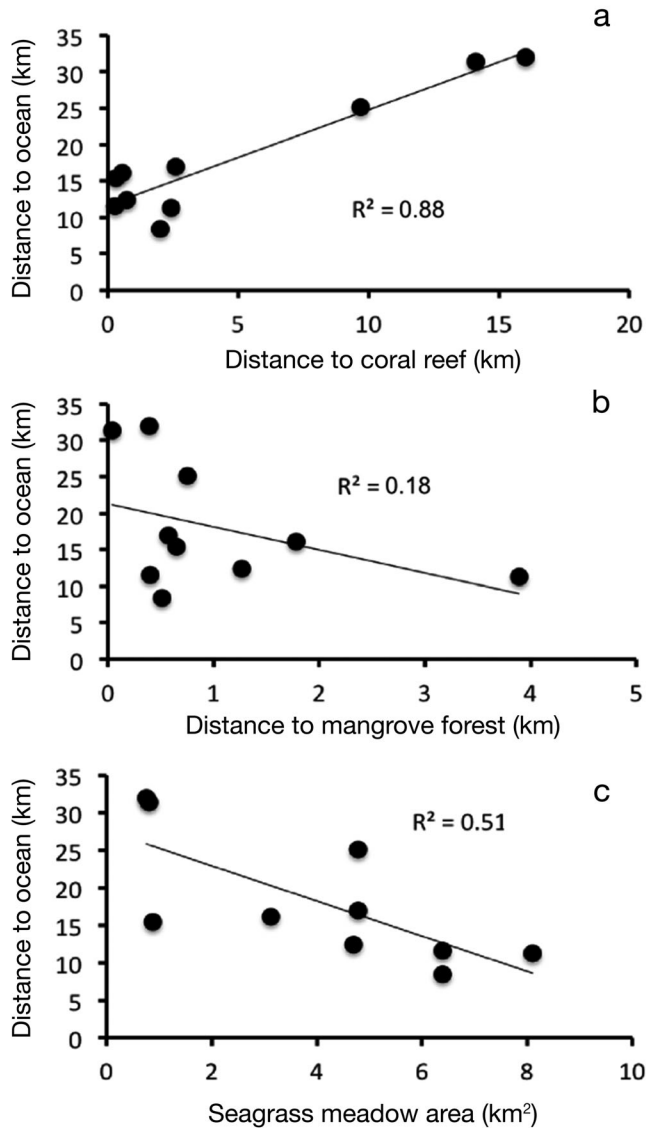 a
35
30
25
20
15
10
5
0
Distance to ocean (km)
R² = 0.88
0 5 10 15 20
Distance to coral reef (km)
b
35
30
25
20
15
10
5
0
Distance to ocean (km)
R² = 0.18
0 1 2 3 4 5
Distance to mangrove forest (km)
c
35
30
25
20
15
10
5
0
Distance to ocean (km)
R² = 0.51
0 2 4 6 8 10
Seagrass meadow area (km²)